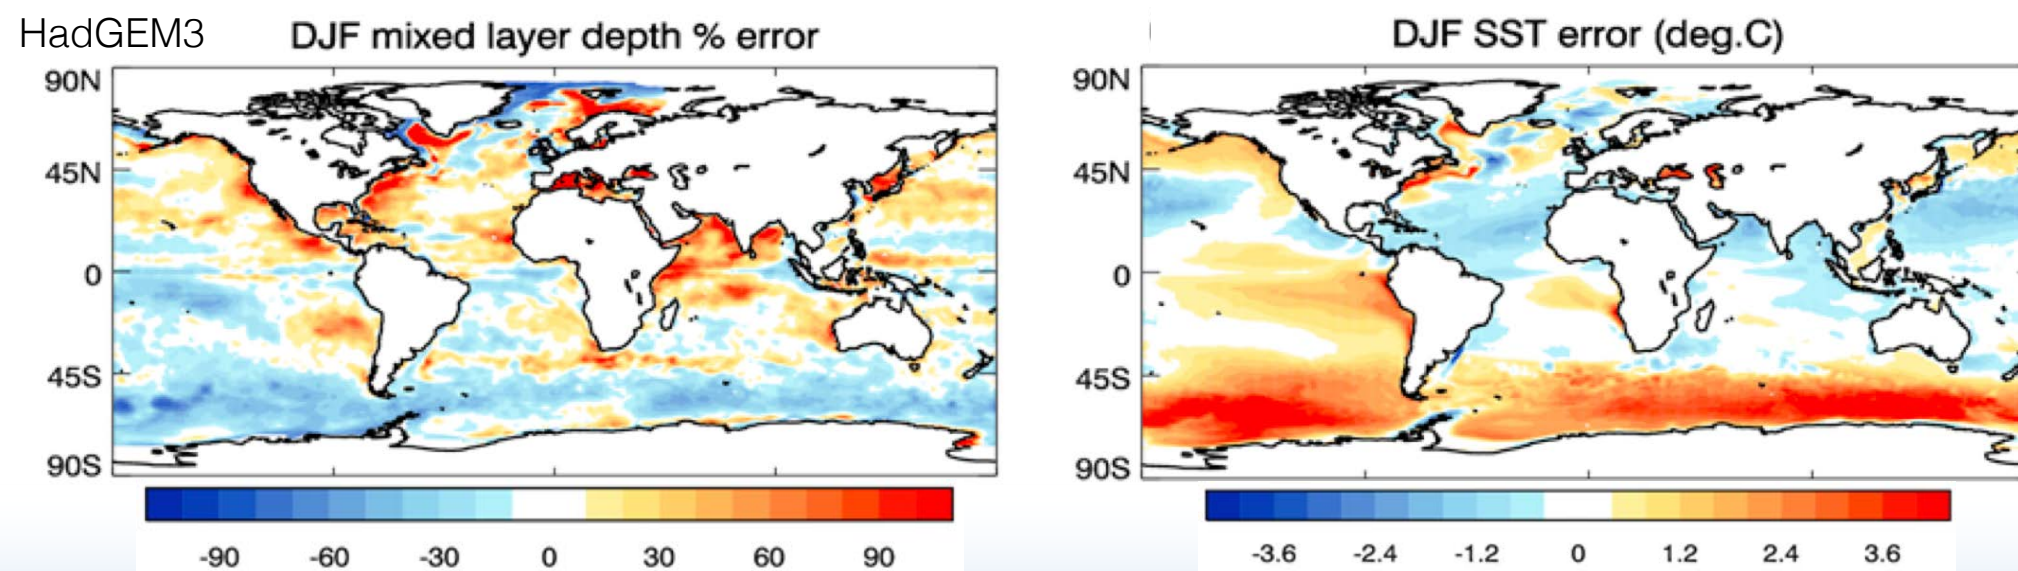 HadGEM3
DJF mixed layer depth % error
90N
45N
0
45S
90S
-90 -60 -30 0 30 60 90
DJF SST error (deg.C)
90N
45N
0
45S
90S
-3.6 -2.4 -1.2 0 1.2 2.4 3.6